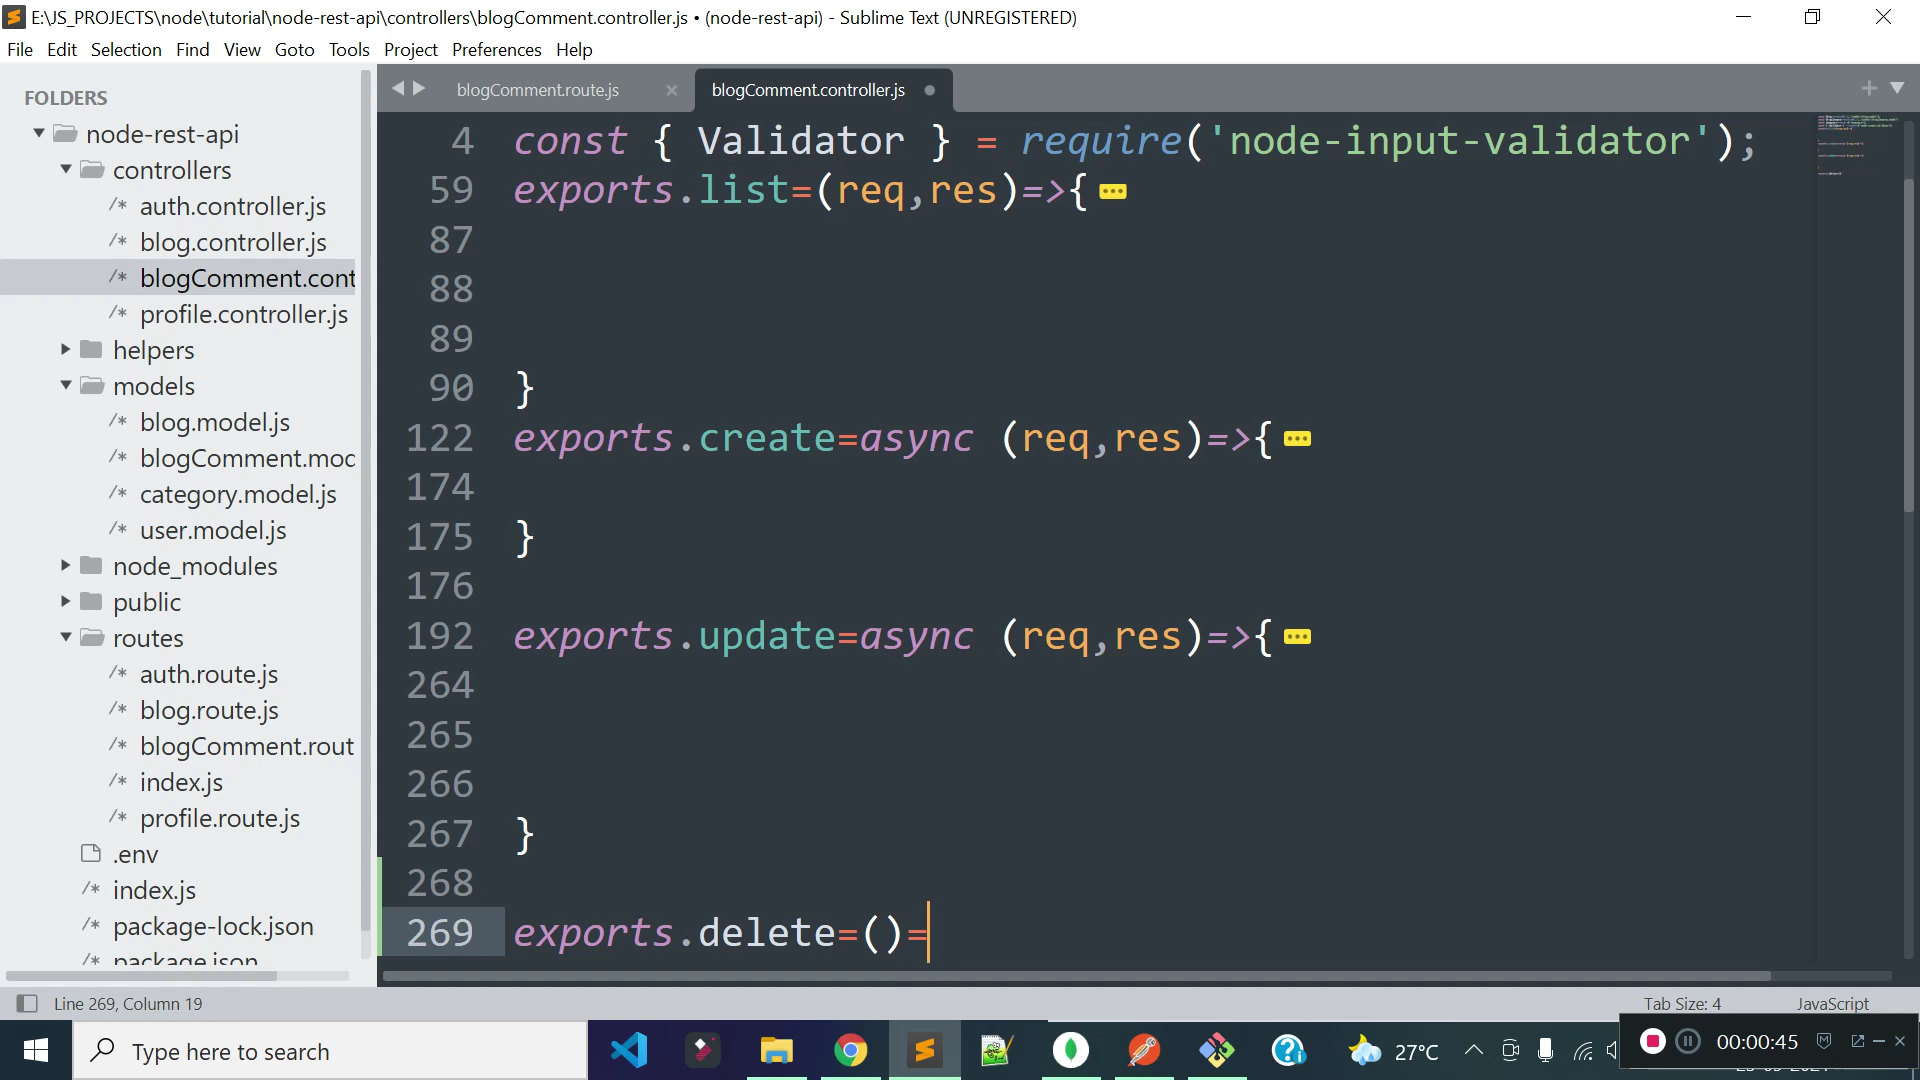 E:\JS_PROJECTS\node\tutorial\node-rest-api\controllers\blogComment.controller.js • (node-rest-api) - Sublime Text (UNREGISTERED)
File Edit Selection Find View Goto Tools Project Preferences Help
FOLDERS
node-rest-api
controllers
/* auth.controller.js
/* blog.controller.js
/* blogComment.cont
/* profile.controller.js
helpers
models
/* blog.model.js
/* blogComment.mod
/* category.model.js
/* user.model.js
node_modules
public
routes
/* auth.route.js
/* blog.route.js
/* blogComment.rout
/* index.js
/* profile.route.js
.env
/* index.js
/* package-lock.json
/* package.json
blogComment.route.js × blogComment.controller.js
4 const { Validator } = require('node-input-validator');
59 exports.list=(req,res)=>{
87
88
89
90 }
122 exports.create=async (req,res)=>{
174
175 }
176
192 exports.update=async (req,res)=>{
264
265
266
267 }
268
269 exports.delete=()=
Line 269, Column 19 Tab Size: 4 JavaScript
Type here to search
27°C
00:00:45